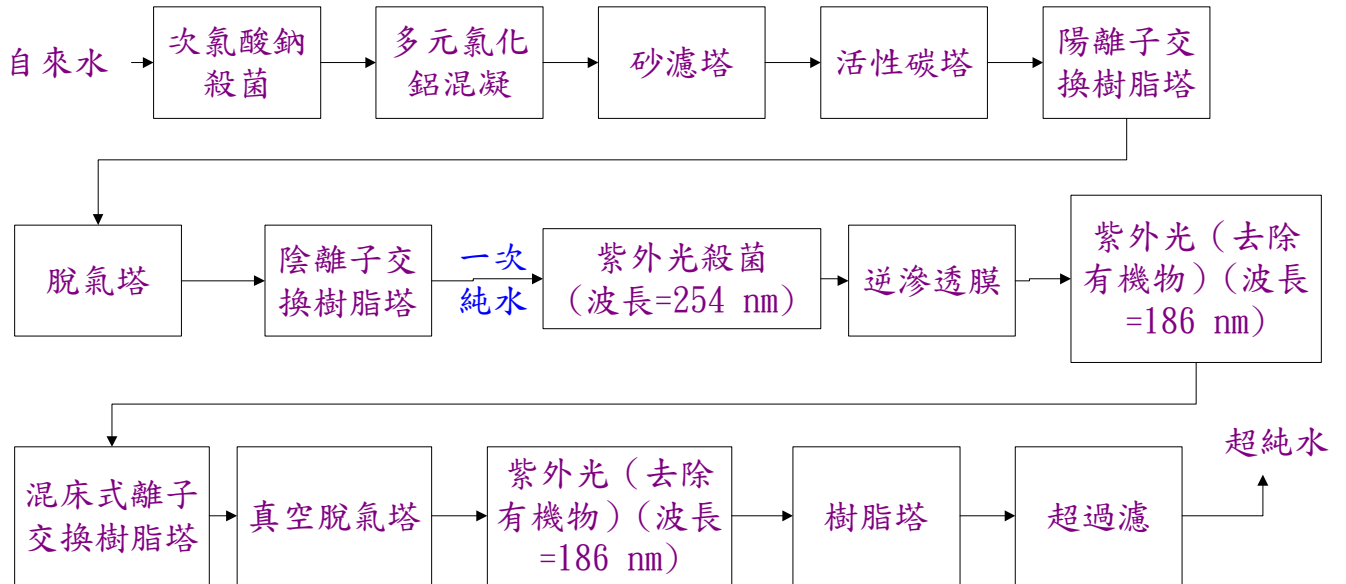 自來水
次氯酸鈉
殺菌
多元氯化
鋁混凝
砂濾塔
活性碳塔
陽離子交
換樹脂塔
脫氣塔
陰離子交
換樹脂塔
一次
純水
紫外光殺菌
(波長=254 nm)
逆滲透膜
紫外光(去除
有機物)(波長
=186 nm)
混床式離子
交換樹脂塔
真空脫氣塔
紫外光(去除
有機物)(波長
=186 nm)
樹脂塔
超過濾
超純水